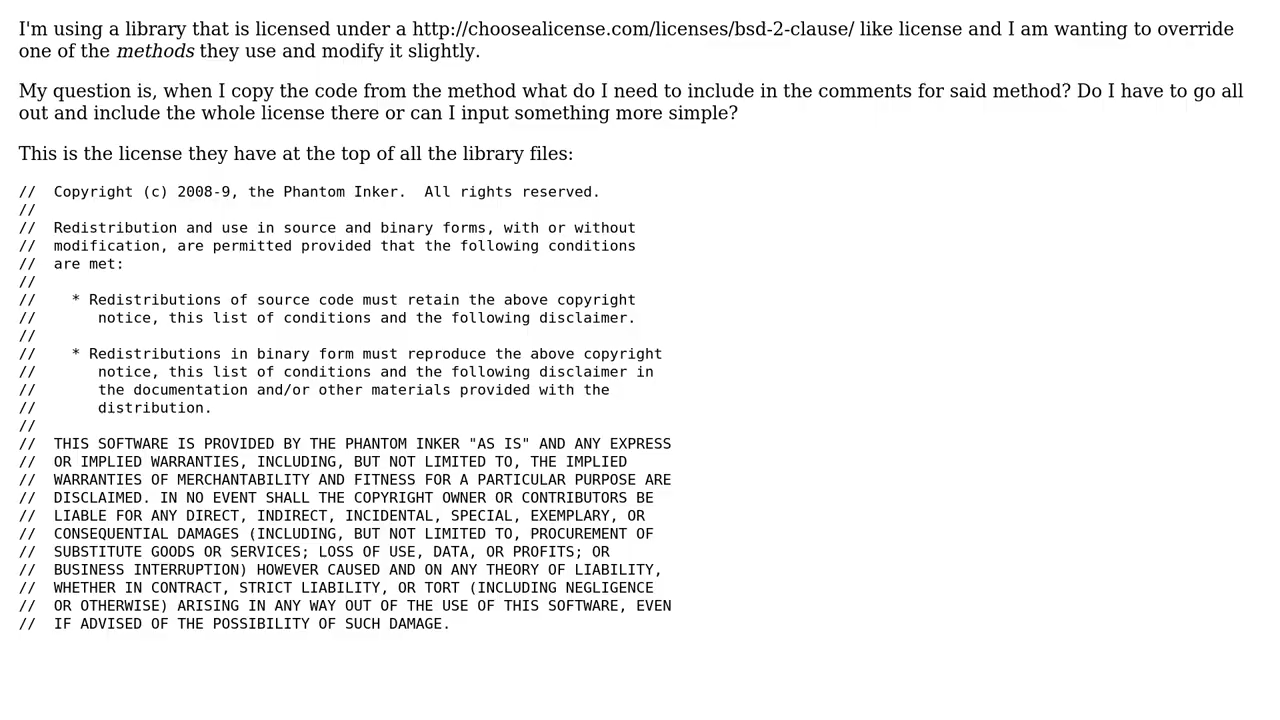 I'm using a library that is licensed under a http://choosealicense.com/licenses/bsd-2-clause/ like license and I am wanting to override
one of the methods they use and modify it slightly.
My question is, when I copy the code from the method what do I need to include in the comments for said method? Do I have to go all
out and include the whole license there or can I input something more simple?
This is the license they have at the top of all the library files:
//  Copyright (c) 2008-9, the Phantom Inker.  All rights reserved.
//
//  Redistribution and use in source and binary forms, with or without
//  modification, are permitted provided that the following conditions
//  are met:
//
//    * Redistributions of source code must retain the above copyright
//       notice, this list of conditions and the following disclaimer.
//
//    * Redistributions in binary form must reproduce the above copyright
//       notice, this list of conditions and the following disclaimer in
//       the documentation and/or other materials provided with the
//       distribution.
//
//  THIS SOFTWARE IS PROVIDED BY THE PHANTOM INKER "AS IS" AND ANY EXPRESS
//  OR IMPLIED WARRANTIES, INCLUDING, BUT NOT LIMITED TO, THE IMPLIED
//  WARRANTIES OF MERCHANTABILITY AND FITNESS FOR A PARTICULAR PURPOSE ARE
//  DISCLAIMED. IN NO EVENT SHALL THE COPYRIGHT OWNER OR CONTRIBUTORS BE
//  LIABLE FOR ANY DIRECT, INDIRECT, INCIDENTAL, SPECIAL, EXEMPLARY, OR
//  CONSEQUENTIAL DAMAGES (INCLUDING, BUT NOT LIMITED TO, PROCUREMENT OF
//  SUBSTITUTE GOODS OR SERVICES; LOSS OF USE, DATA, OR PROFITS; OR
//  BUSINESS INTERRUPTION) HOWEVER CAUSED AND ON ANY THEORY OF LIABILITY,
//  WHETHER IN CONTRACT, STRICT LIABILITY, OR TORT (INCLUDING NEGLIGENCE
//  OR OTHERWISE) ARISING IN ANY WAY OUT OF THE USE OF THIS SOFTWARE, EVEN
//  IF ADVISED OF THE POSSIBILITY OF SUCH DAMAGE.